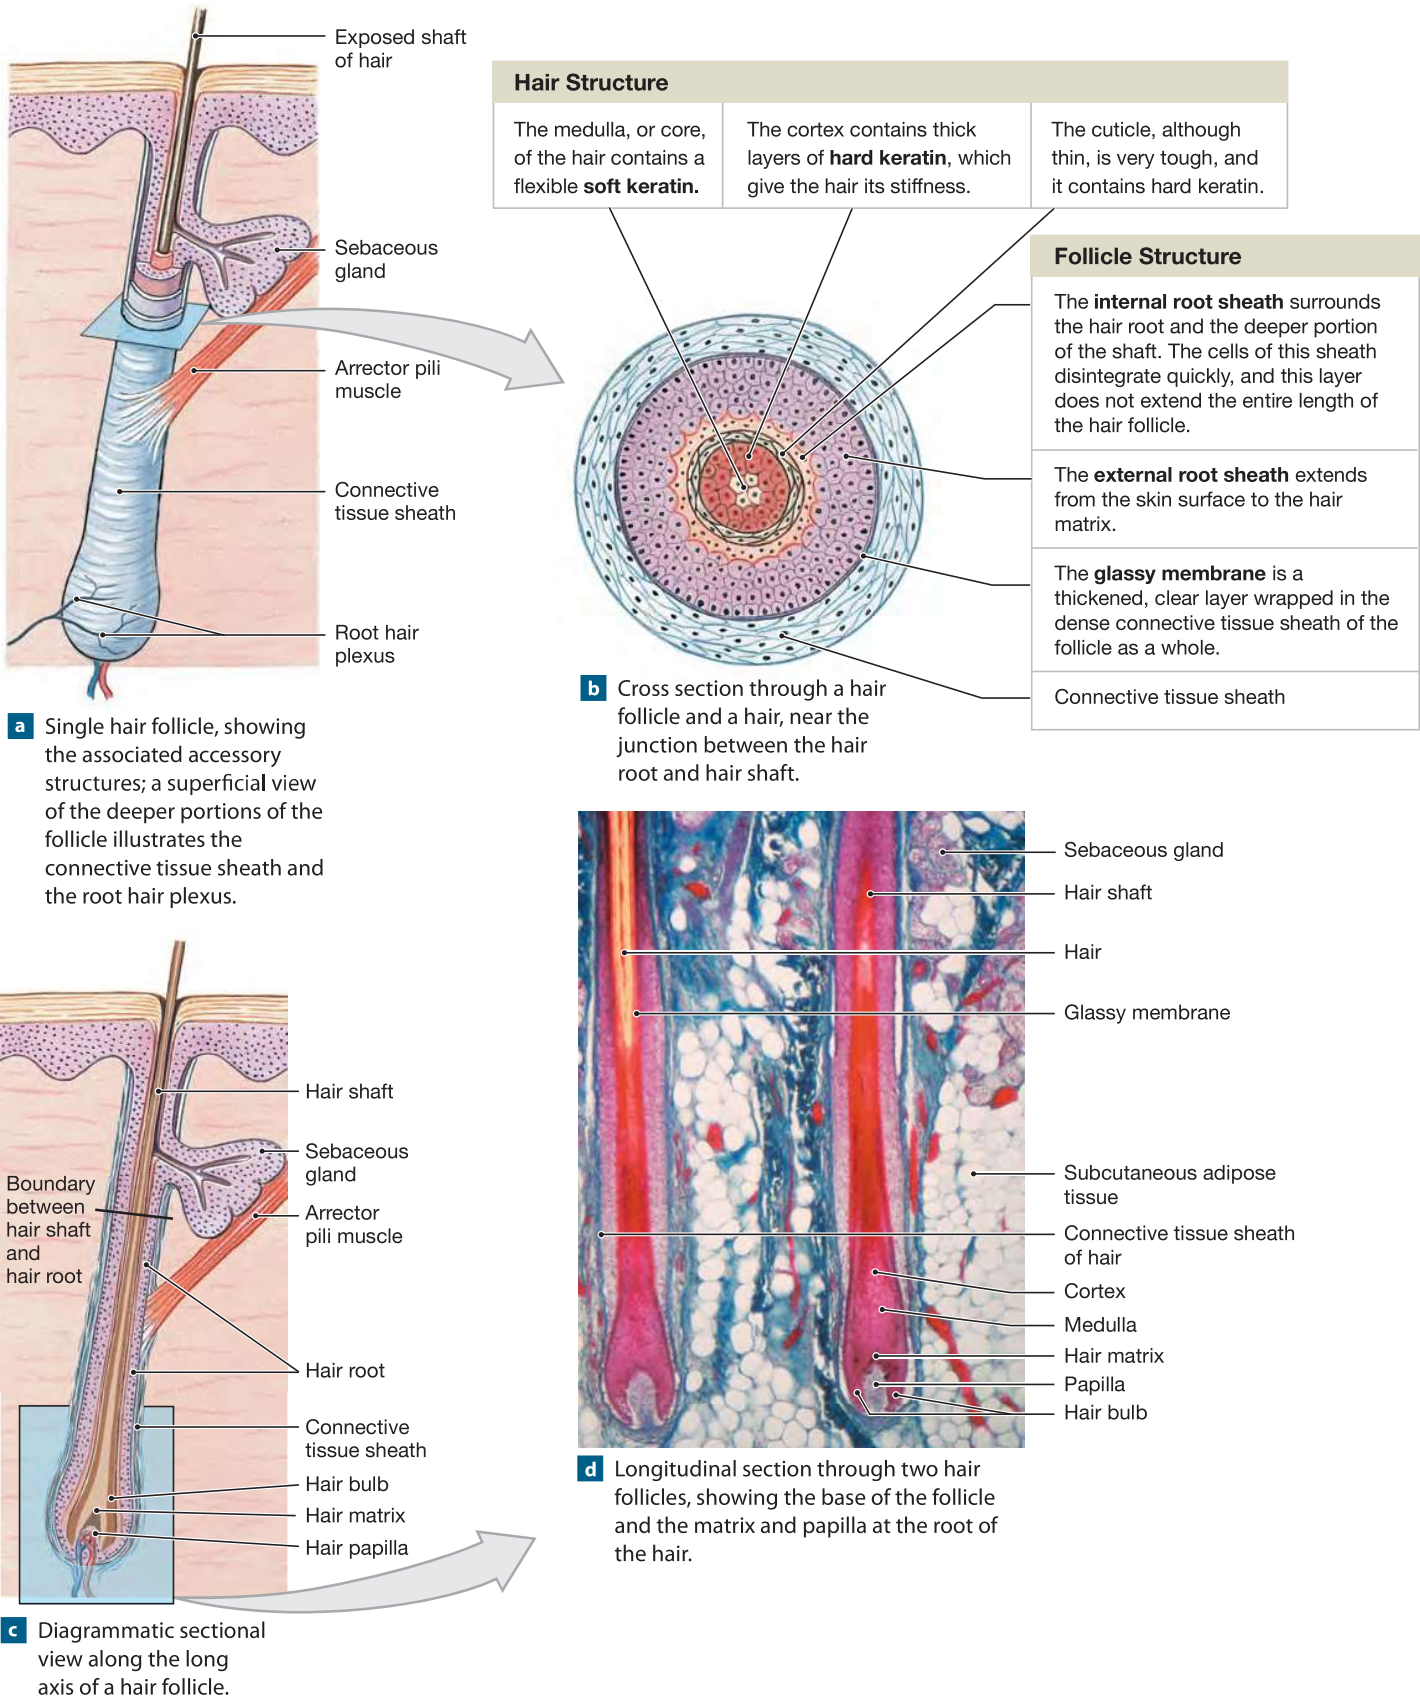 Exposed shaft
of hair
Sebaceous
gland
Arrector pili
muscle
Connective
tissue sheath
Root hair
plexus
a Single hair follicle, showing
the associated accessory
structures; a superficial view
of the deeper portions of the
follicle illustrates the
connective tissue sheath and
the root hair plexus.
Hair Structure
The medulla, or core,
of the hair contains a
flexible soft keratin.
The cortex contains thick
layers of hard keratin, which
give the hair its stiffness.
The cuticle, although
thin, is very tough, and
it contains hard keratin.
Follicle Structure
The internal root sheath surrounds
the hair root and the deeper portion
of the shaft. The cells of this sheath
disintegrate quickly, and this layer
does not extend the entire length of
the hair follicle.
The external root sheath extends
from the skin surface to the hair
matrix.
The glassy membrane is a
thickened, clear layer wrapped in the
dense connective tissue sheath of the
follicle as a whole.
Connective tissue sheath
b Cross section through a hair
follicle and a hair, near the
junction between the hair
root and hair shaft.
Hair shaft
Sebaceous
gland
Boundary
between
hair shaft
and
hair root
Arrector
pili muscle
Hair root
Connective
tissue sheath
Hair bulb
Hair matrix
Hair papilla
c Diagrammatic sectional
view along the long
axis of a hair follicle.
Sebaceous gland
Hair shaft
Hair
Glassy membrane
Subcutaneous adipose
tissue
Connective tissue sheath
of hair
Cortex
Medulla
Hair matrix
Papilla
Hair bulb
d Longitudinal section through two hair
follicles, showing the base of the follicle
and the matrix and papilla at the root of
the hair.